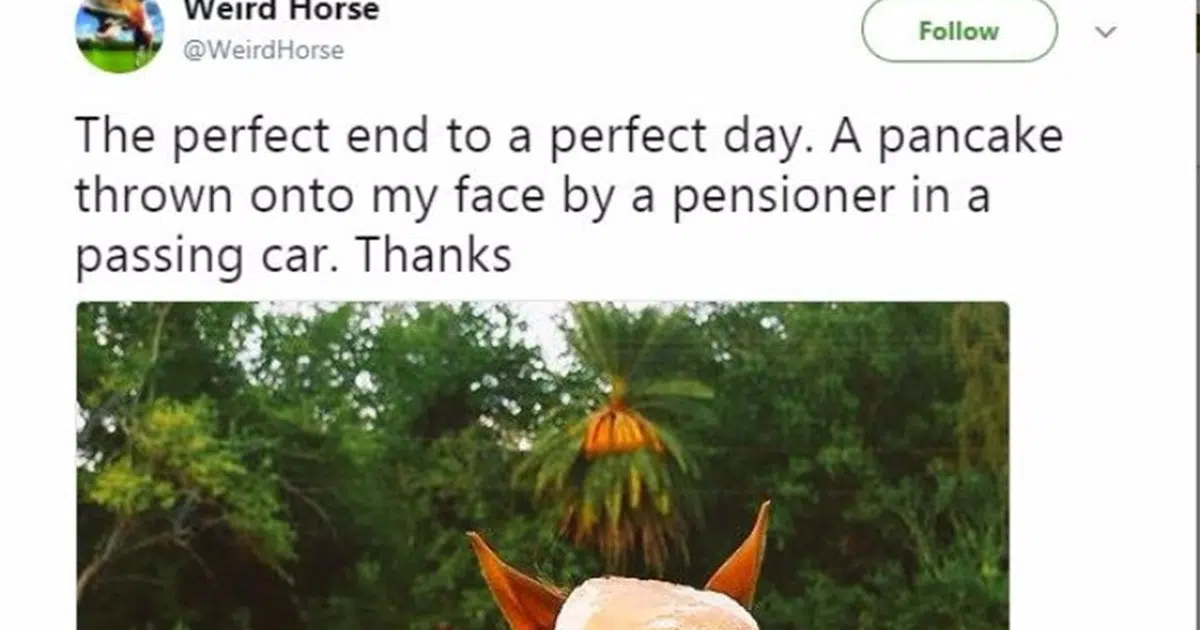 Weird Horse
@WeirdHorse
Follow
The perfect end to a perfect day. A pancake
thrown onto my face by a pensioner in a
passing car. Thanks